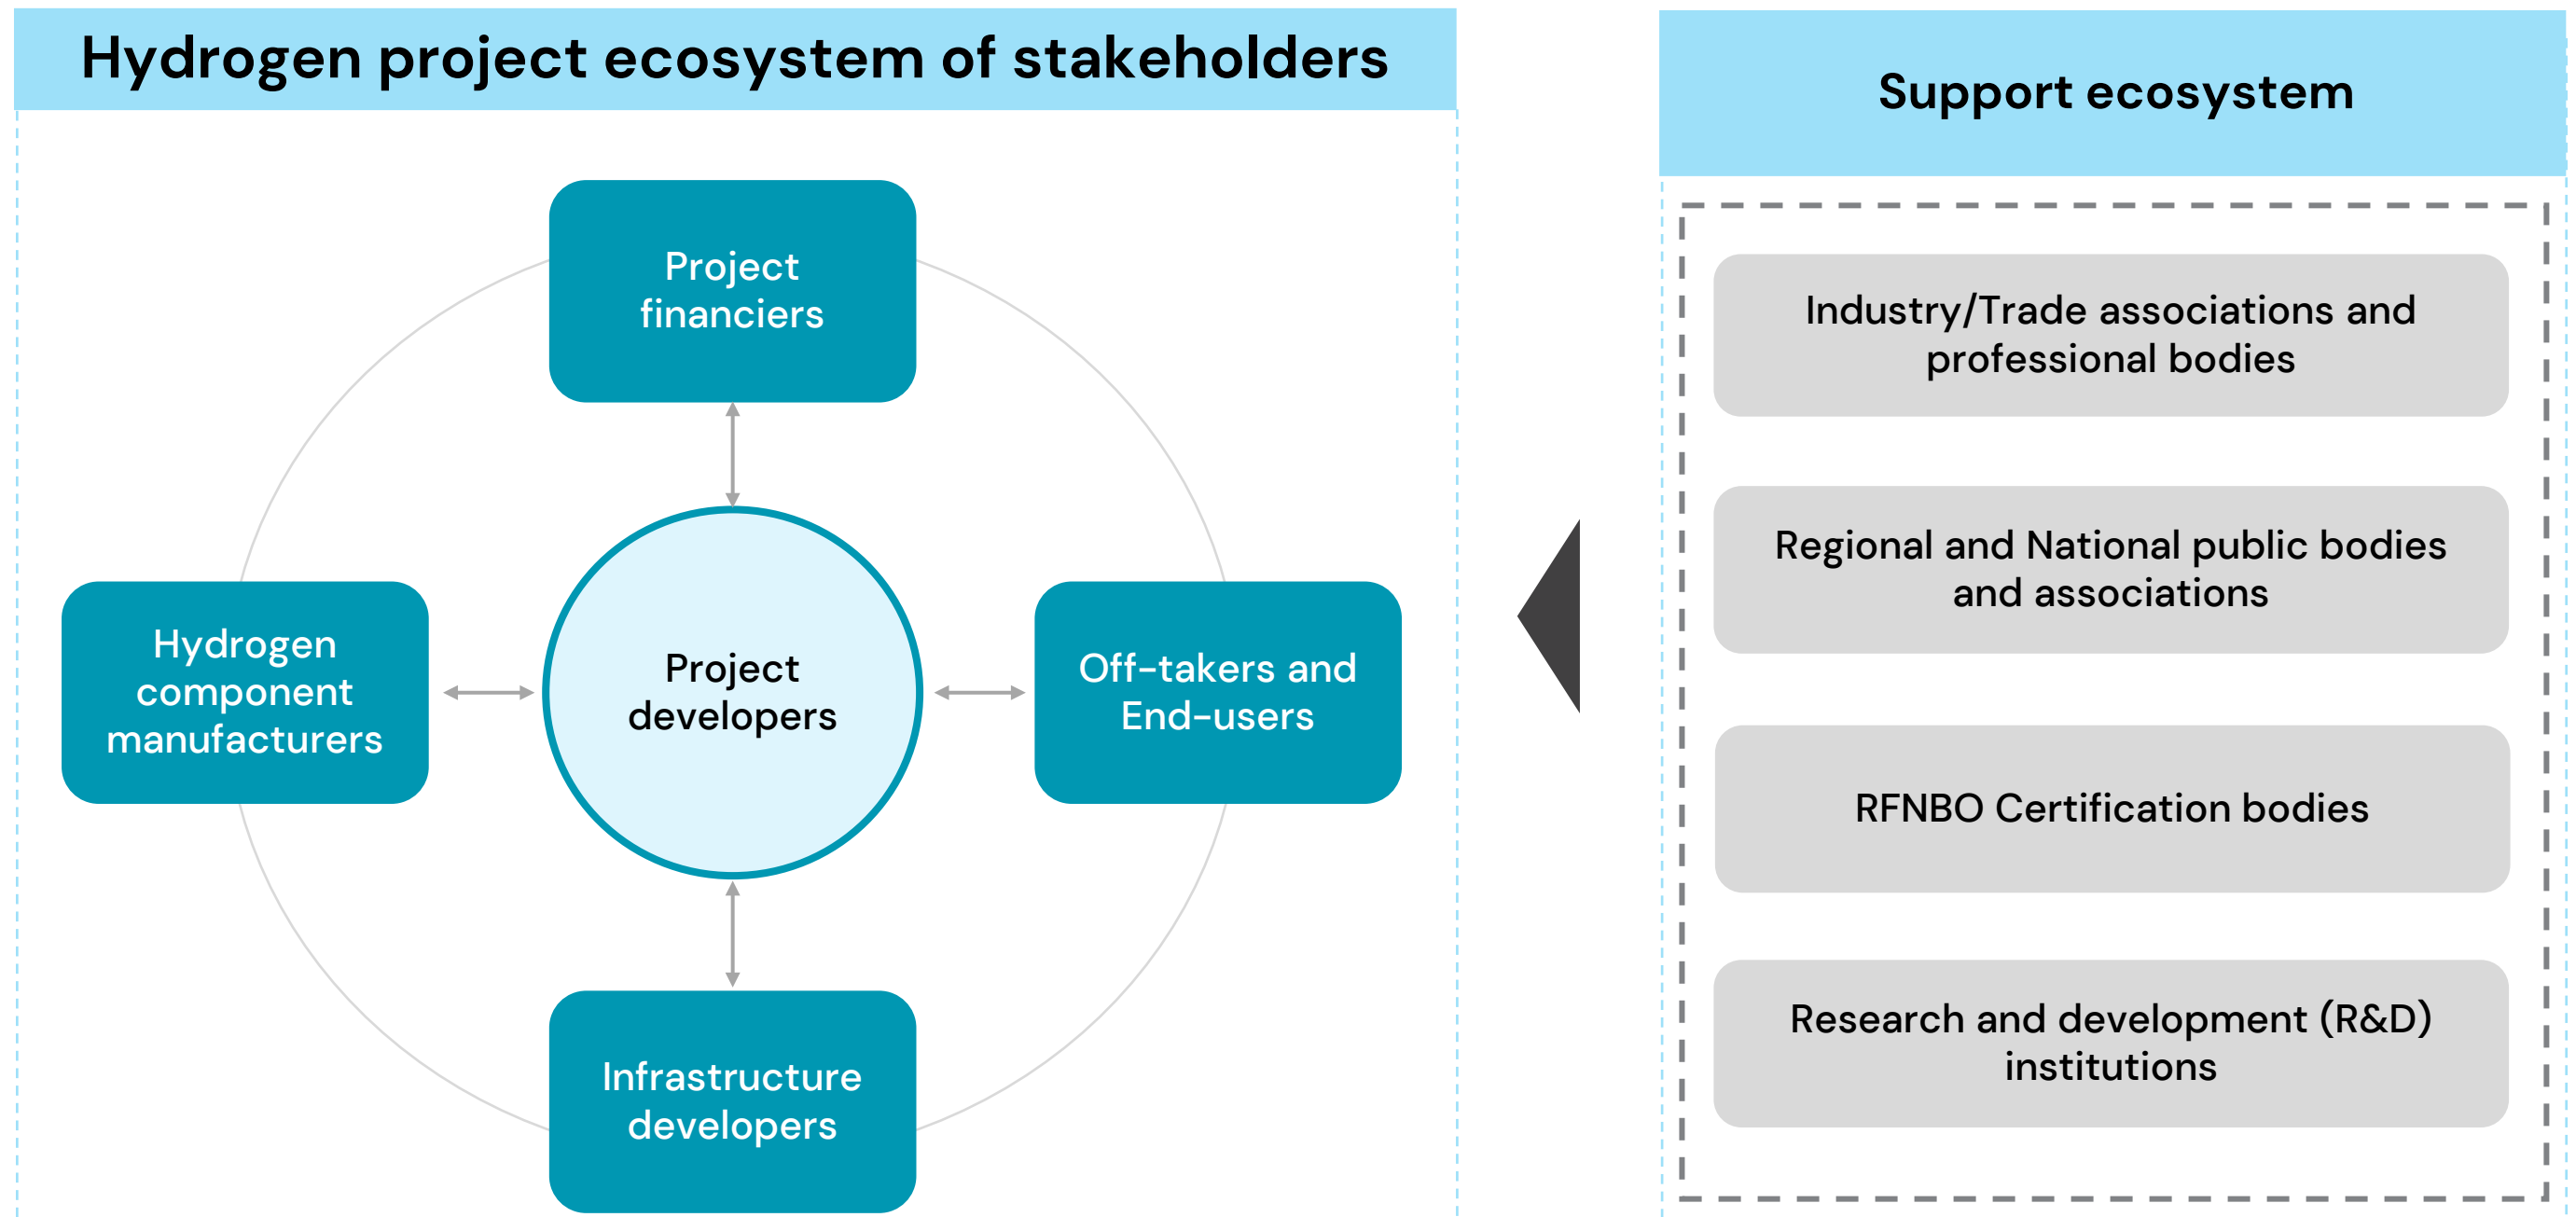 Hydrogen project ecosystem of stakeholders
Project
financiers
Hydrogen
component
manufacturers
Project
developers
Off-takers and
End-users
Infrastructure
developers
Support ecosystem
Industry/Trade associations and
professional bodies
Regional and National public bodies
and associations
RFNBO Certification bodies
Research and development (R&D)
institutions